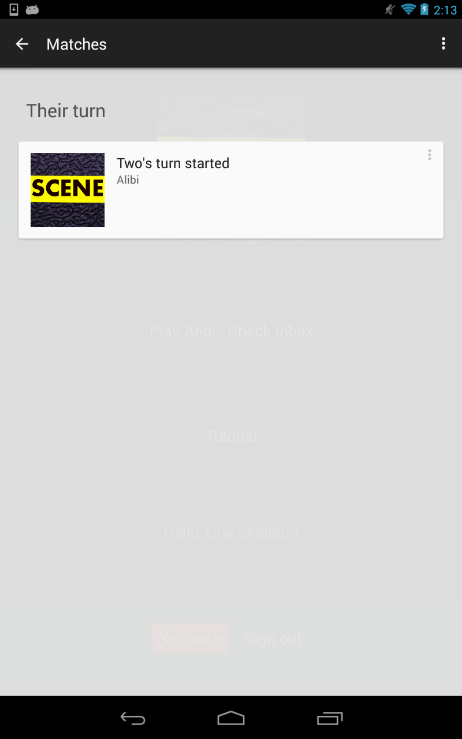 2:13
Matches
Their turn
SCENE
Two's turn started
Alibi
Play Alibi Check Inbox
Tutorial
Hello, One Skeleton
Sign out